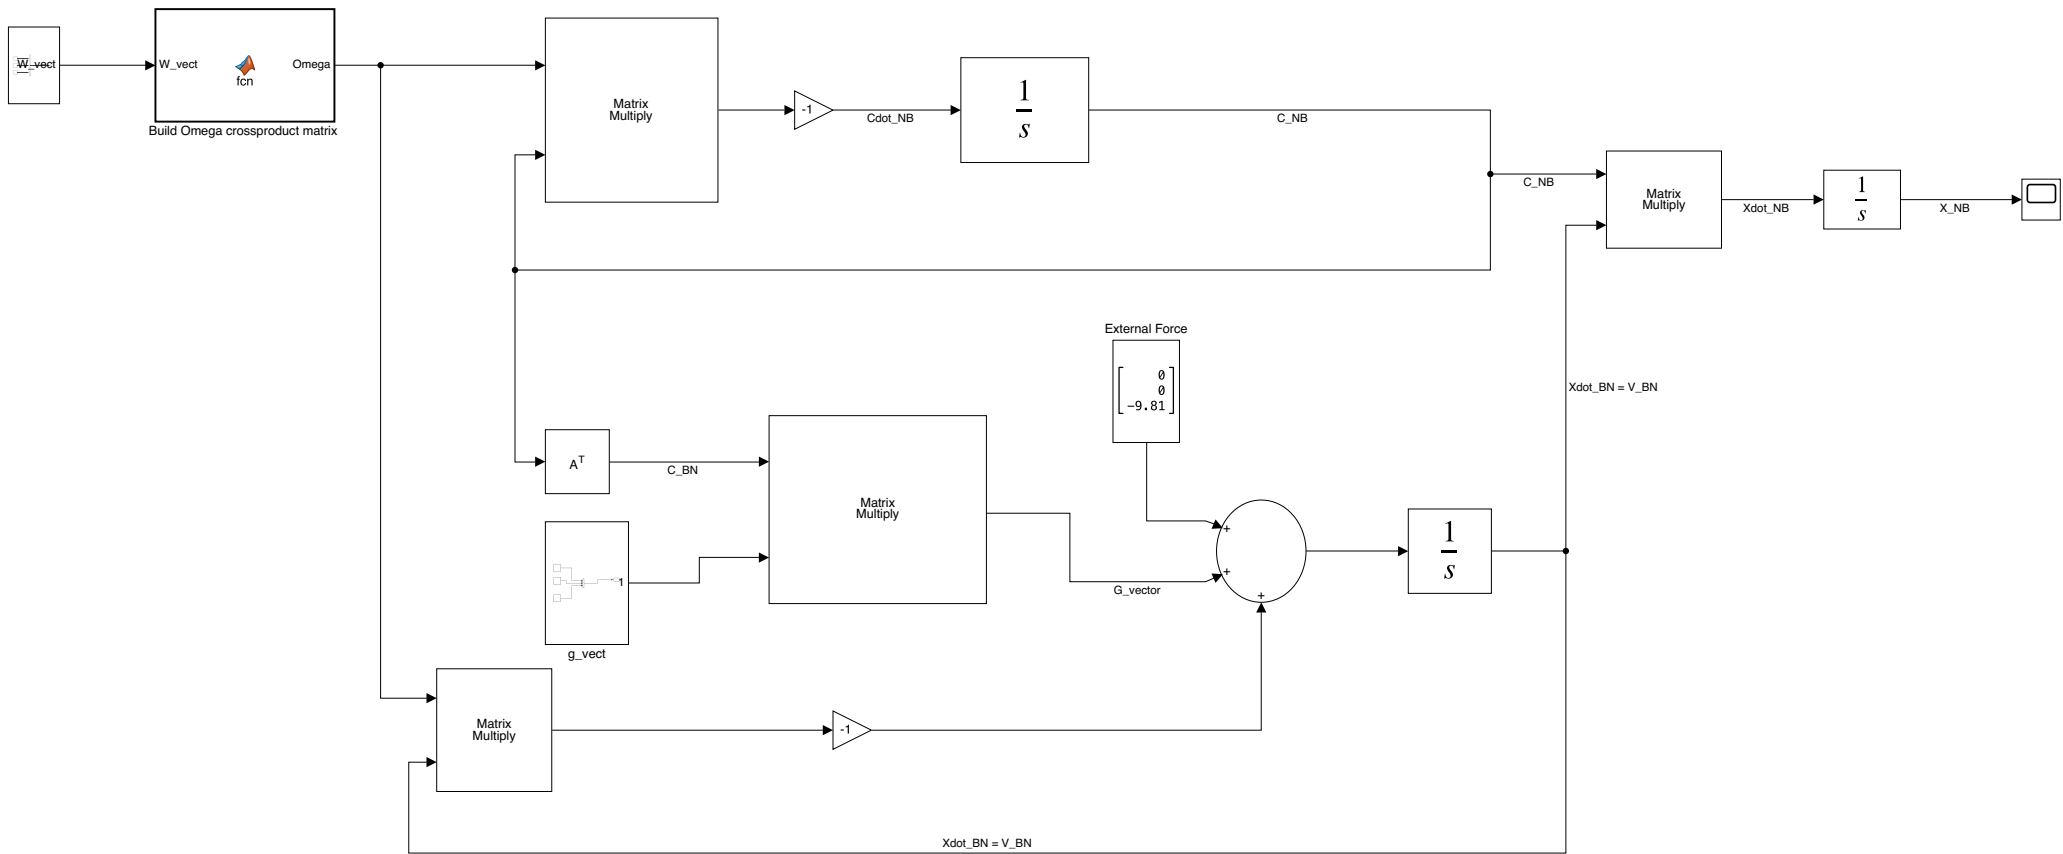 W_vect
W_vect
fcn
Omega
Build Omega crossproduct matrix
Matrix
Multiply
-1
Cdot_NB
1
s
C_NB
C_NB
Matrix
Multiply
Xdot_NB
1
s
X_NB
External Force
0
0
-9.81
Xdot_BN = V_BN
A^T
C_BN
Matrix
Multiply
+
+
+
G_vector
1
s
1
g_vect
Matrix
Multiply
-1
Xdot_BN = V_BN